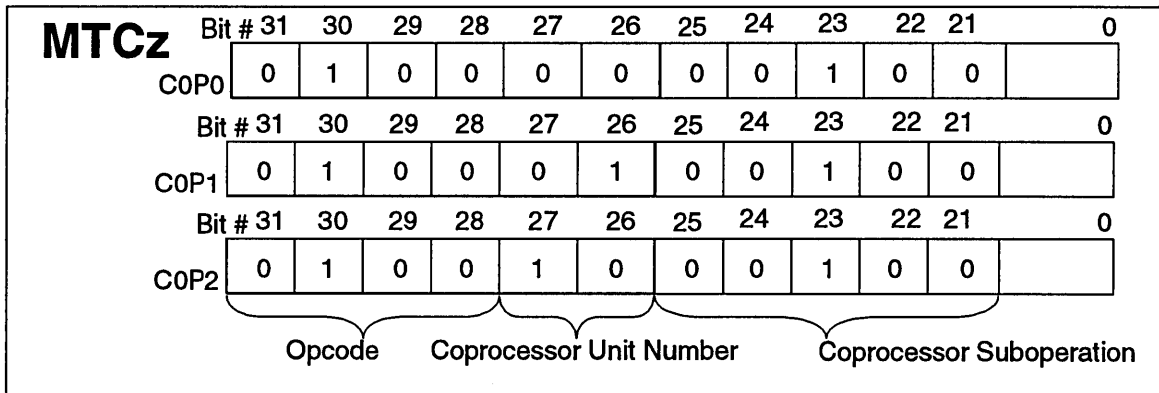 MTCz
Bit # 31 30 29 28 27 26 25 24 23 22 21 0
C0P0 0 1 0 0 0 0 0 0 1 0 0
Bit # 31 30 29 28 27 26 25 24 23 22 21 0
C0P1 0 1 0 0 0 1 0 0 1 0 0
Bit # 31 30 29 28 27 26 25 24 23 22 21 0
C0P2 0 1 0 0 1 0 0 0 1 0 0
Opcode Coprocessor Unit Number Coprocessor Suboperation